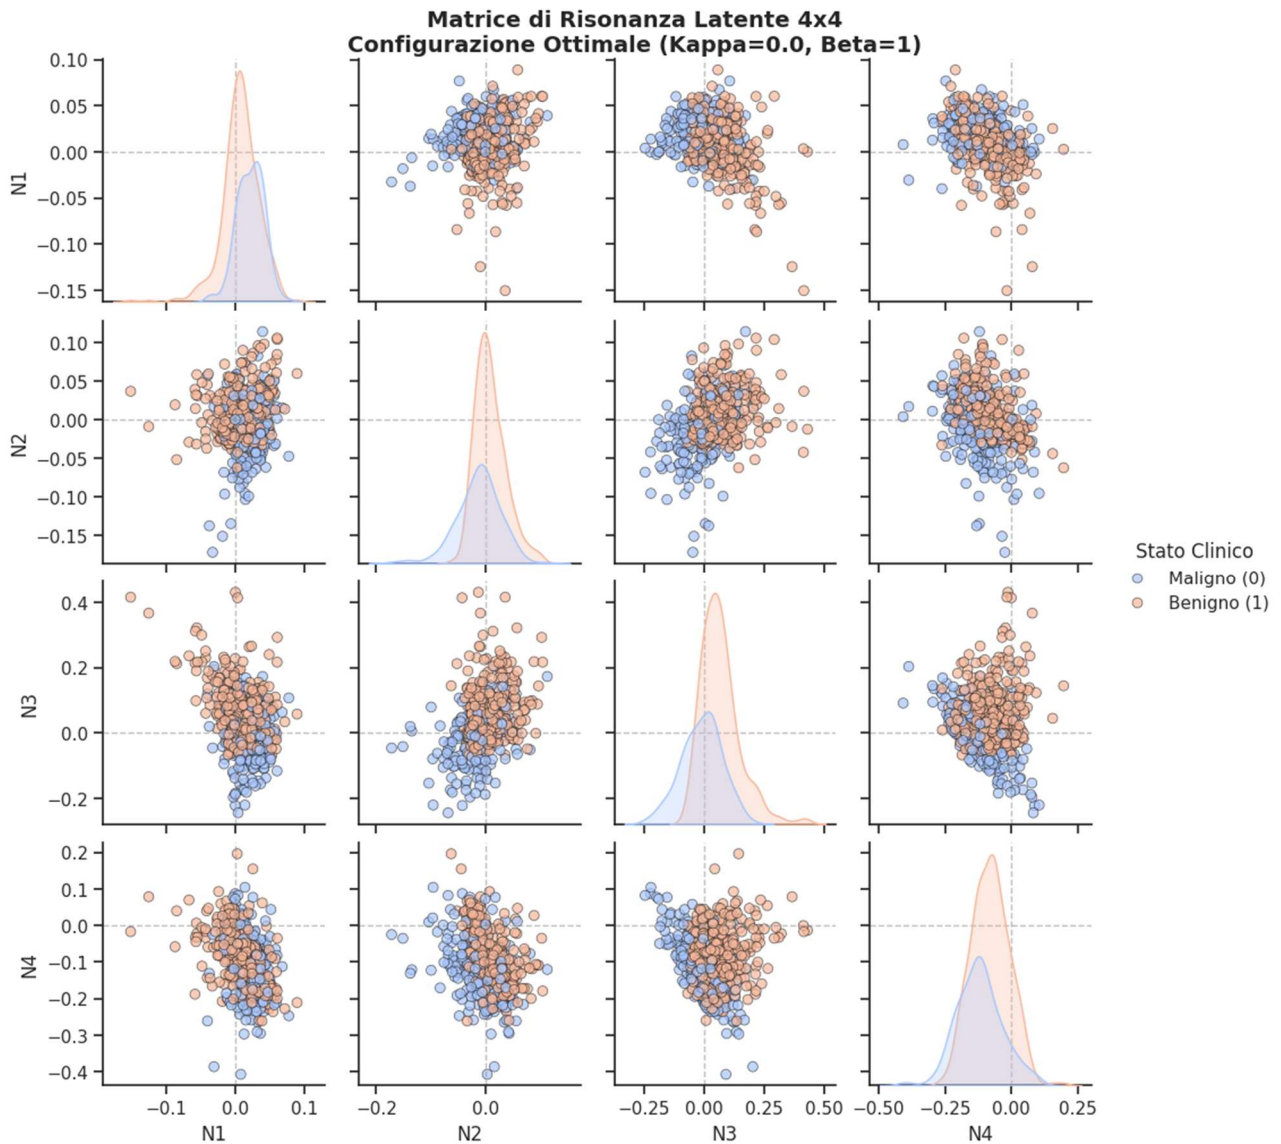 Matrice di Risonanza Latente 4x4
Configurazione Ottimale (Kappa=0.0, Beta=1)
0.10
0.05
0.00
−0.05
−0.10
−0.15
N1
0.10
0.05
0.00
−0.05
−0.10
−0.15
N2
Stato Clinico
Maligno (0)
Benigno (1)
0.4
0.2
0.0
−0.2
N3
0.2
0.1
0.0
−0.1
−0.2
−0.3
−0.4
N4
−0.1 0.0 0.1
−0.2 0.0
−0.25 0.00 0.25 0.50
−0.50 −0.25 0.00 0.25
N1 N2 N3 N4